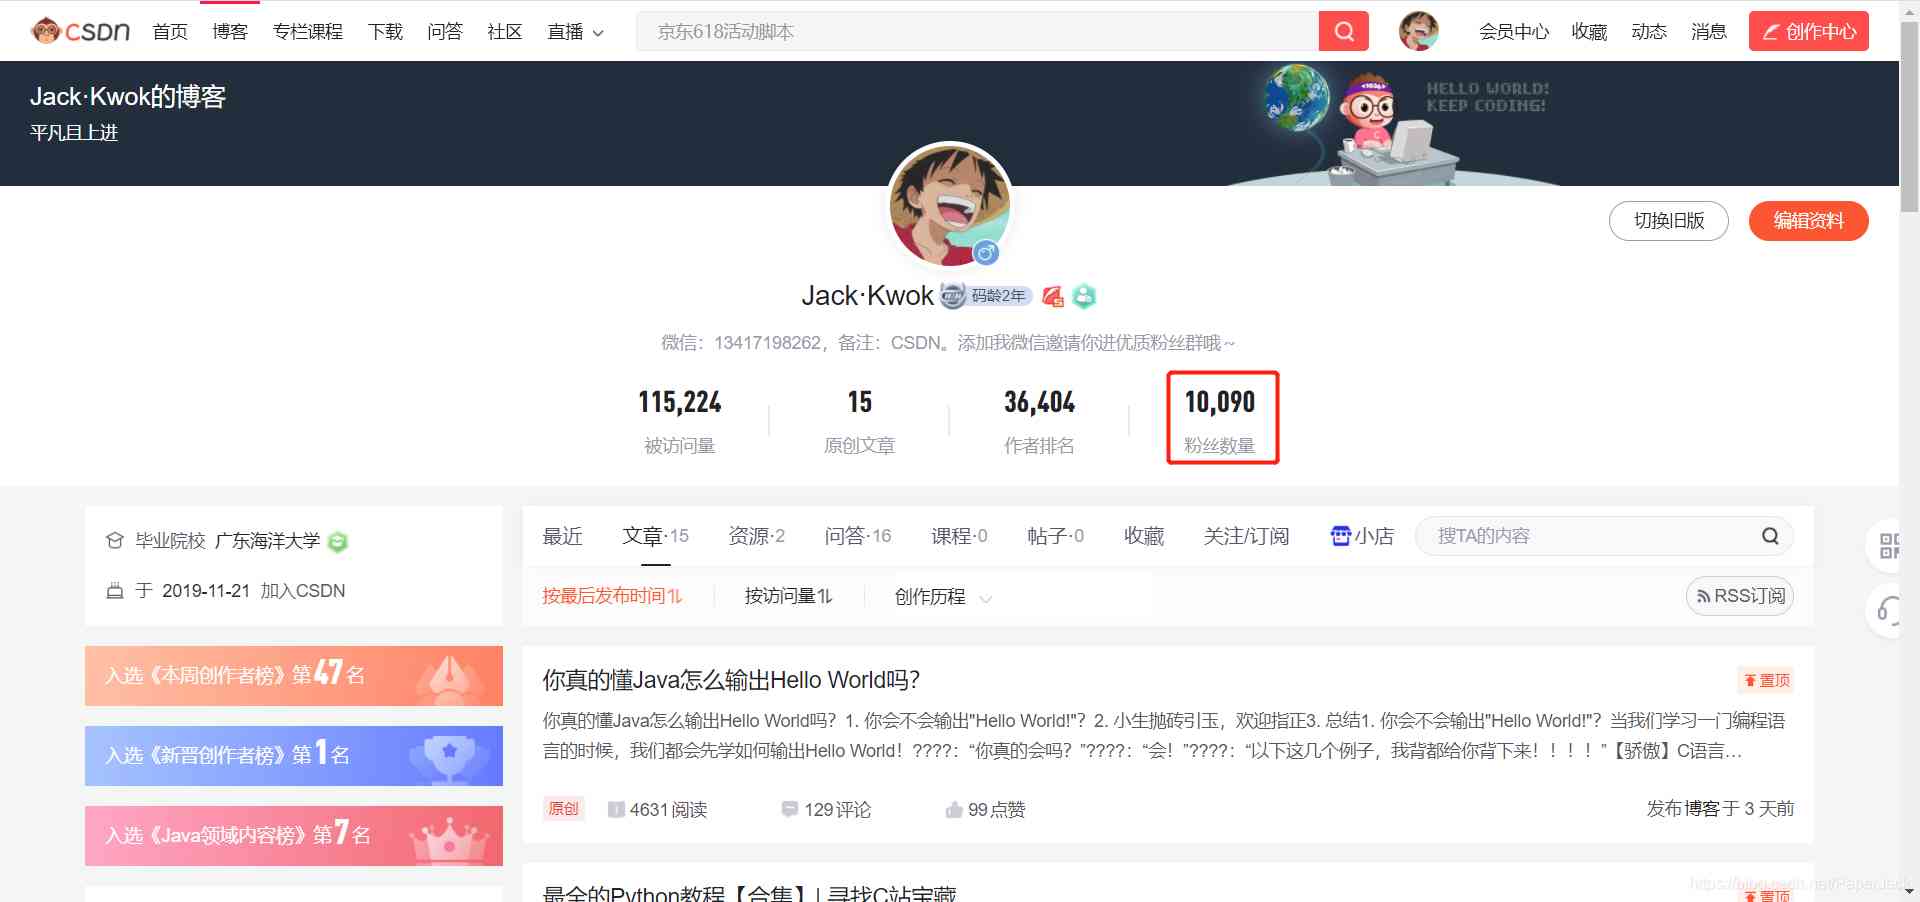 CSDN 首页 博客 专栏课程 下载 问答 社区 直播 京东618活动脚本 会员中心 收藏 动态 消息 创作中心
Jack·Kwok的博客
平凡且上进
HELLO WORLD!
KEEP CODING!
切换旧版 编辑资料
Jack·Kwok 码龄2年
微信：13417198262，备注：CSDN。添加我微信邀请你进优质粉丝群哦~
115,224 15 36,404 10,090
被访问量 原创文章 作者排名 粉丝数量
毕业院校 广东海洋大学
于 2019-11-21 加入CSDN
入选《本周创作者榜》第47名
入选《新晋创作者榜》第1名
入选《Java领域内容榜》第7名
最近 文章·15 资源·2 问答·16 课程·0 帖子·0 收藏 关注/订阅 小店 搜TA的内容
按最后发布时间 按访问量 创作历程 RSS订阅
你真的懂Java怎么输出Hello World吗？ 置顶
你真的懂Java怎么输出Hello World吗？1. 你会不会输出"Hello World!"？2. 小生抛砖引玉，欢迎指正3. 总结1. 你会不会输出"Hello World!"？当我们学习一门编程语
言的时候，我们都会先学如何输出Hello World！????：“你真的会吗？”????：“会！”????：“以下这几个例子，我背都给你背下来！！！！”【骄傲】C语言…
原创 4631阅读 129评论 99点赞 发布博客于 3 天前
最全的Python教程【合集】| 寻找C站宝藏 置顶